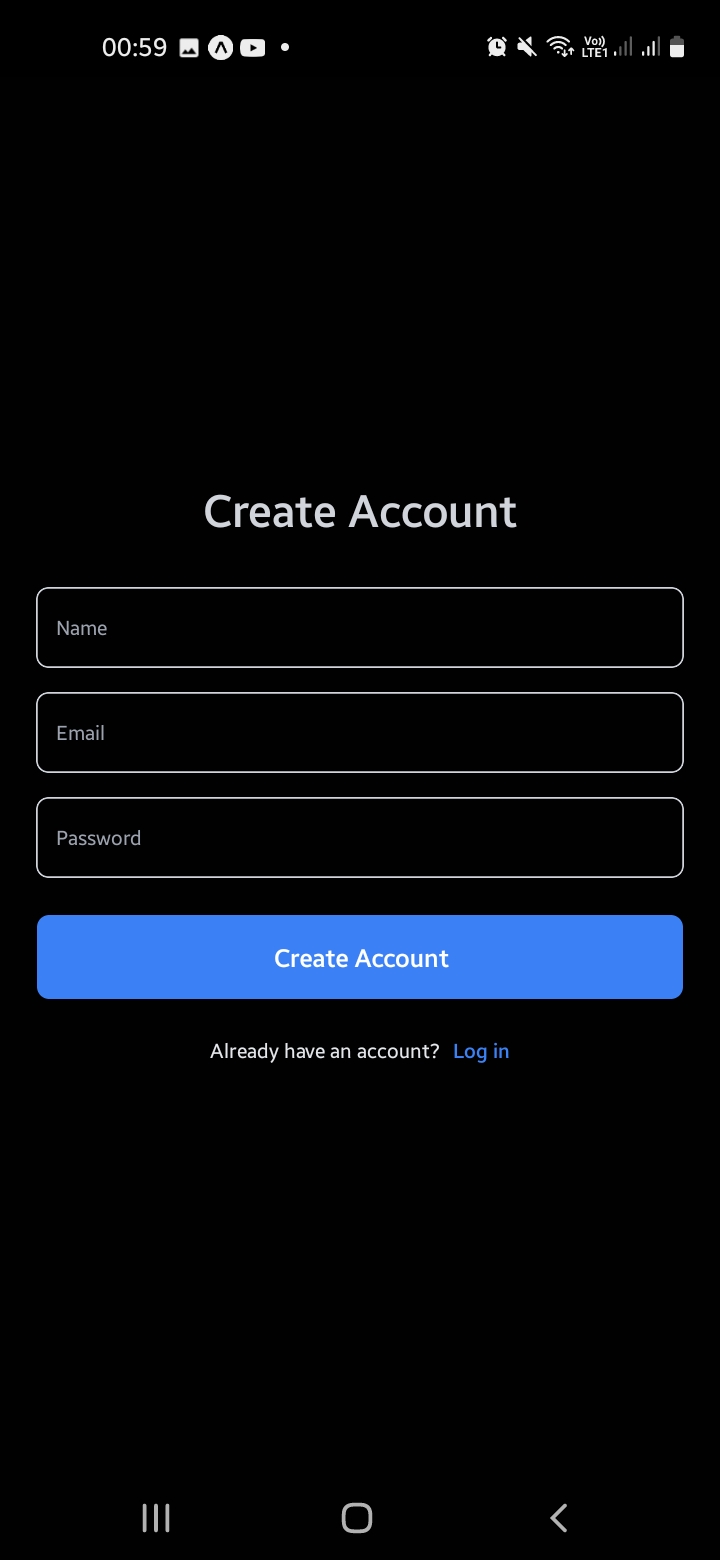 00:59
Vo))
LTE1
Create Account
Name
Email
Password
Create Account
Already have an account? Log in